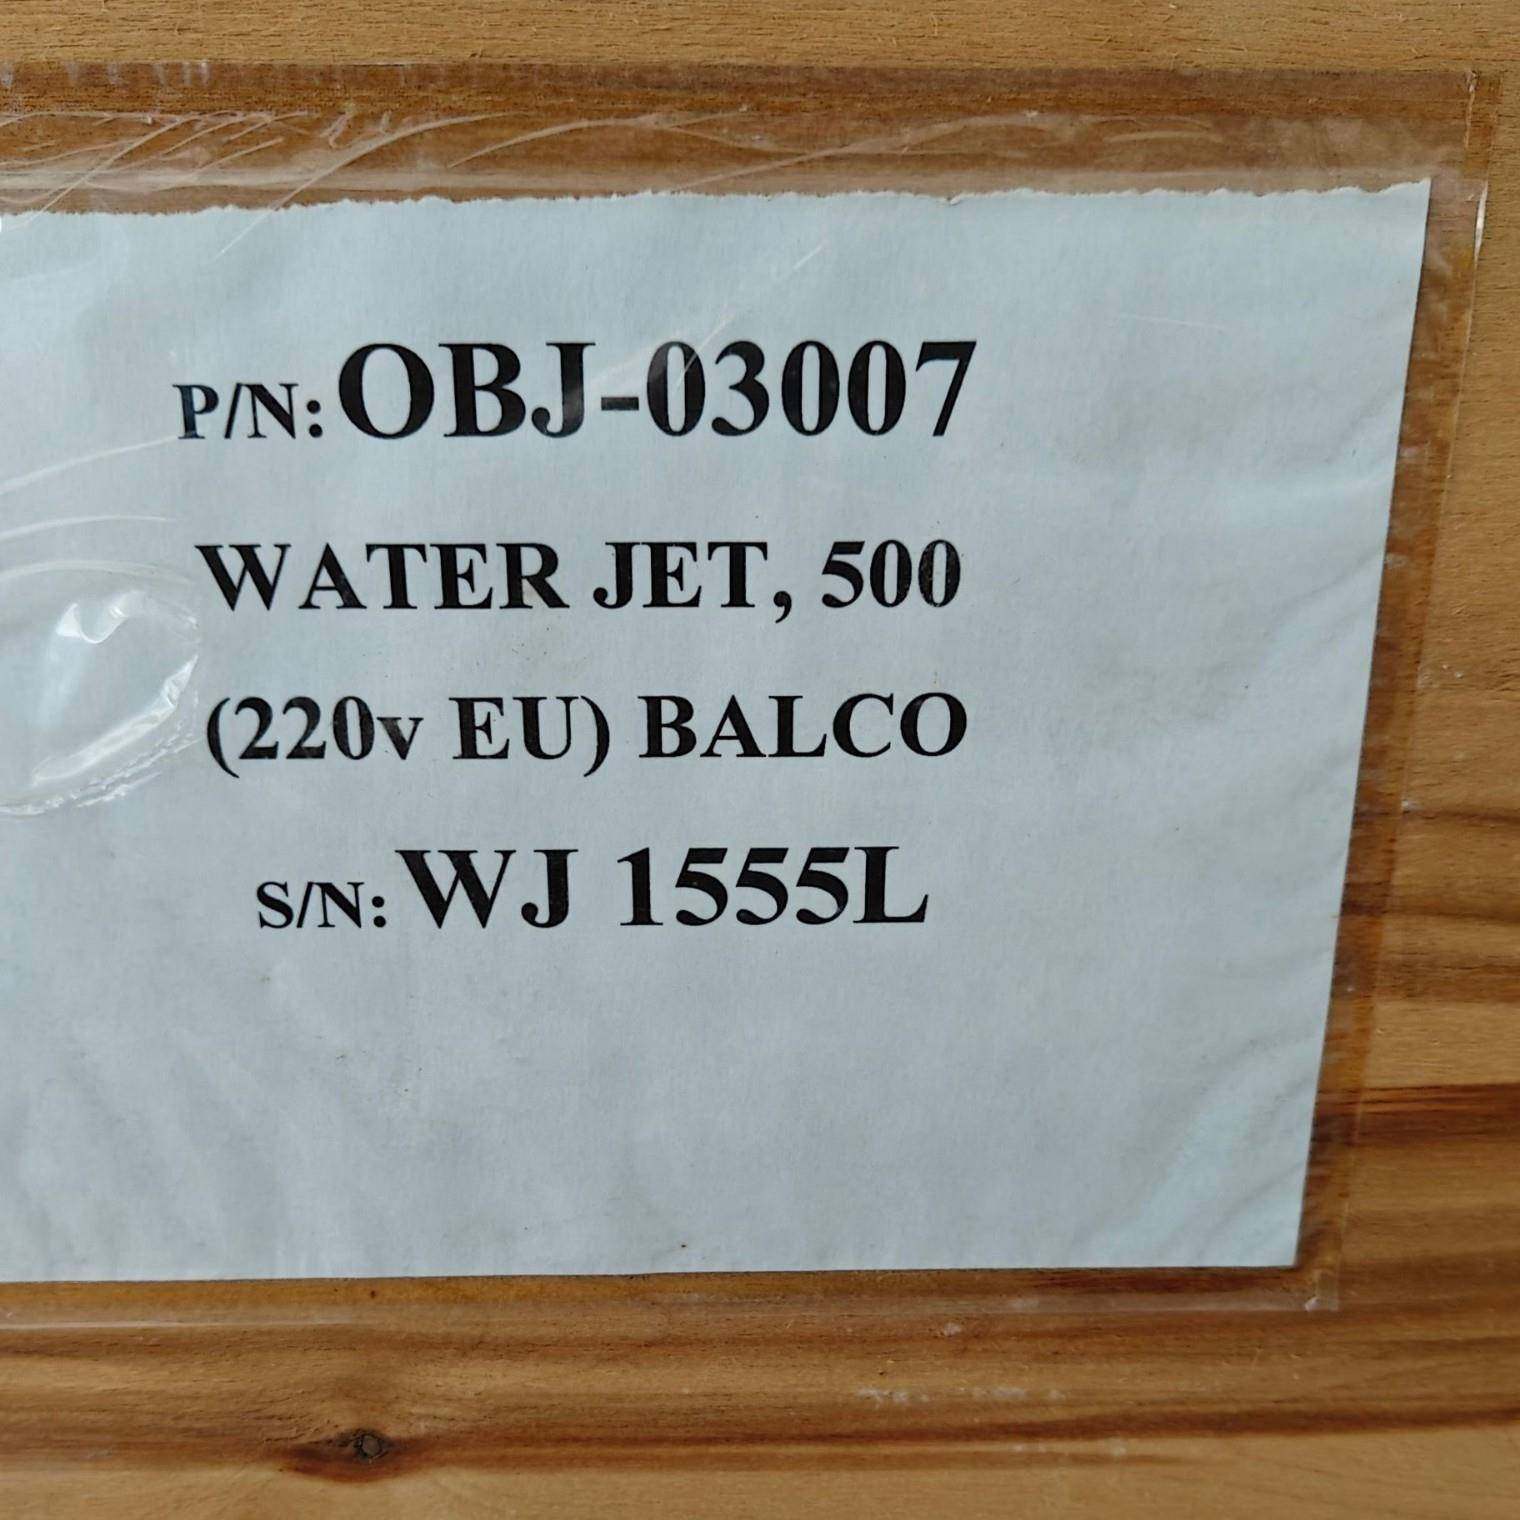 P/N: OBJ-03007
WATER JET, 500
(220v EU) BALCO
S/N: WJ 1555L